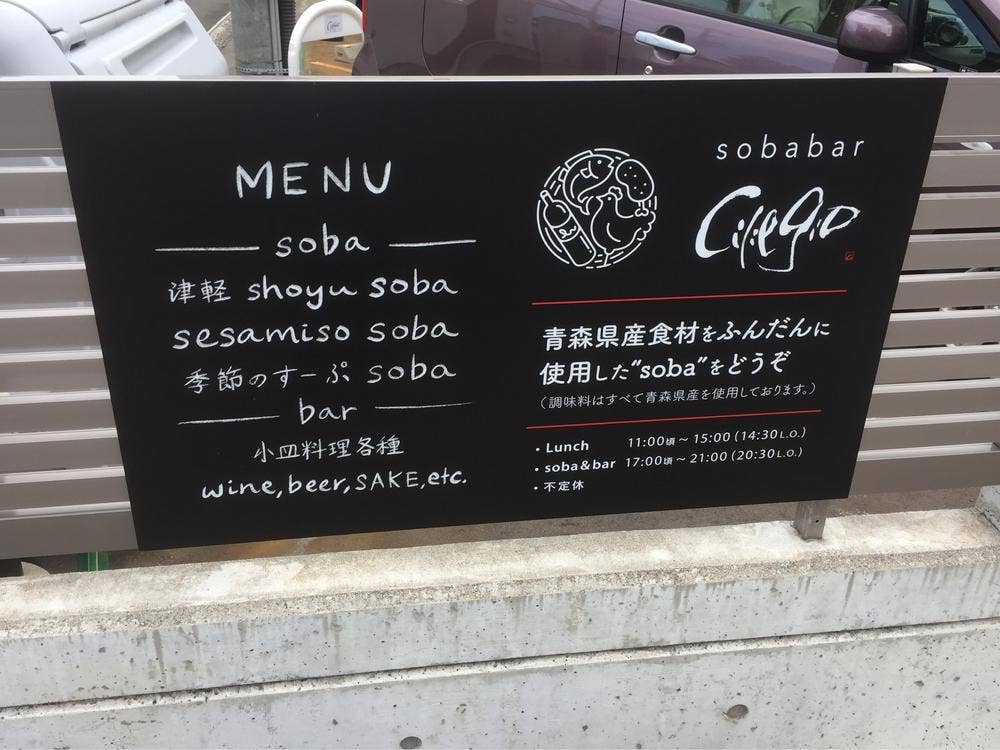 MENU
soba
津軽 shoyu soba
sesamiso soba
季節のすーぷ soba
bar
小皿料理各種
wine, beer, SAKE, etc.
sobabar
Ciliegio
青森県産食材をふんだんに
使用した“soba”をどうぞ
(調味料はすべて青森県産を使用しております。)
・Lunch 11:00頃～15:00(14:30L.O.)
・soba&bar 17:00頃～21:00(20:30L.O.)
・不定休